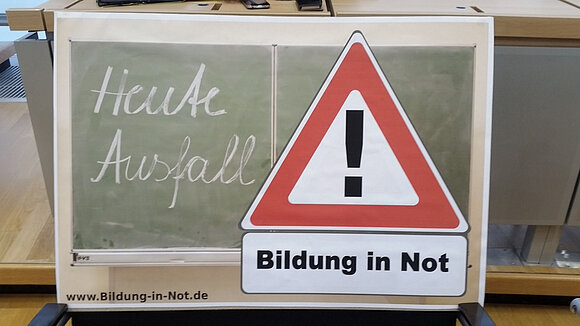 Heute
Ausfall
!
Bildung in Not
www.Bildung-in-Not.de